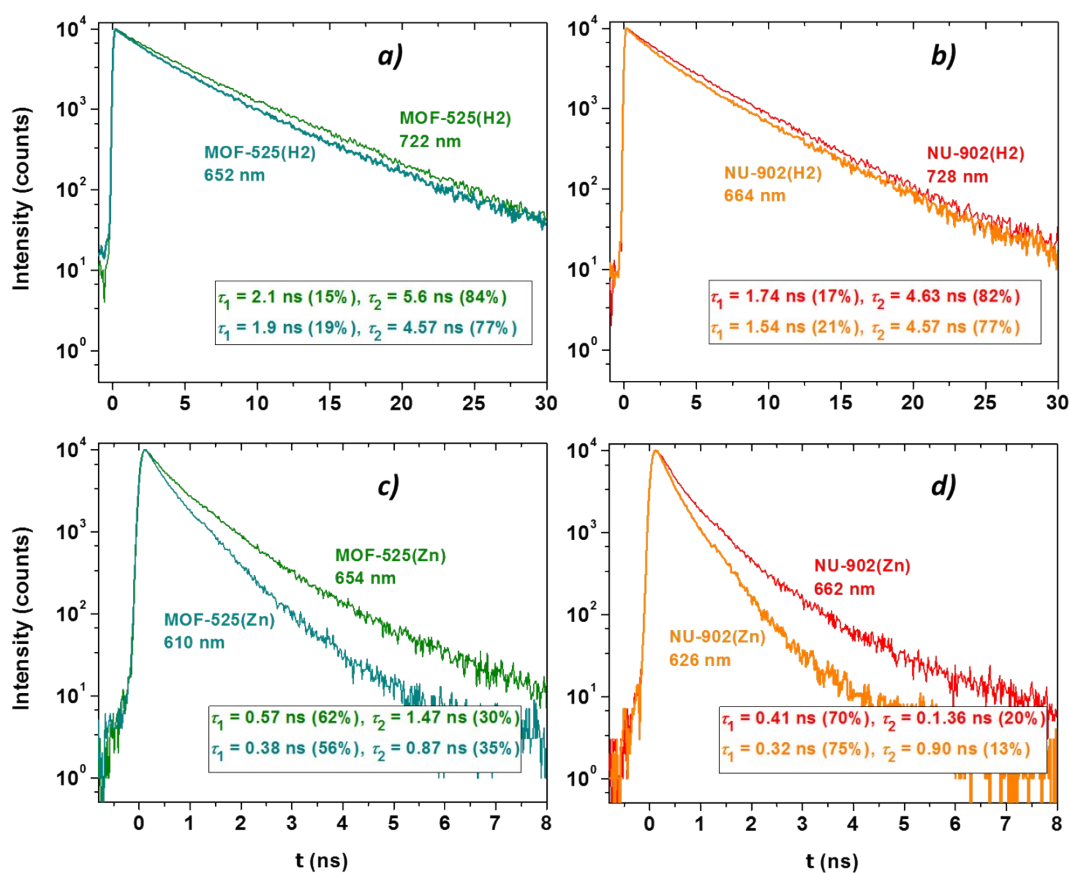 a)
10⁴
10³
10²
10¹
10⁰
Intensity (counts)
MOF-525(H2)
722 nm
MOF-525(H2)
652 nm
τ₁ = 2.1 ns (15%), τ₂ = 5.6 ns (84%)
τ₁ = 1.9 ns (19%), τ₂ = 4.57 ns (77%)
0 5 10 15 20 25 30
b)
10⁴
10³
10²
10¹
10⁰
NU-902(H2)
728 nm
NU-902(H2)
664 nm
τ₁ = 1.74 ns (17%), τ₂ = 4.63 ns (82%)
τ₁ = 1.54 ns (21%), τ₂ = 4.57 ns (77%)
0 5 10 15 20 25 30
c)
10⁴
10³
10²
10¹
10⁰
Intensity (counts)
MOF-525(Zn)
654 nm
MOF-525(Zn)
610 nm
τ₁ = 0.57 ns (62%), τ₂ = 1.47 ns (30%)
τ₁ = 0.38 ns (56%), τ₂ = 0.87 ns (35%)
0 1 2 3 4 5 6 7 8
t (ns)
d)
10⁴
10³
10²
10¹
10⁰
NU-902(Zn)
662 nm
NU-902(Zn)
626 nm
τ₁ = 0.41 ns (70%), τ₂ = 0.1.36 ns (20%)
τ₁ = 0.32 ns (75%), τ₂ = 0.90 ns (13%)
0 1 2 3 4 5 6 7 8
t (ns)